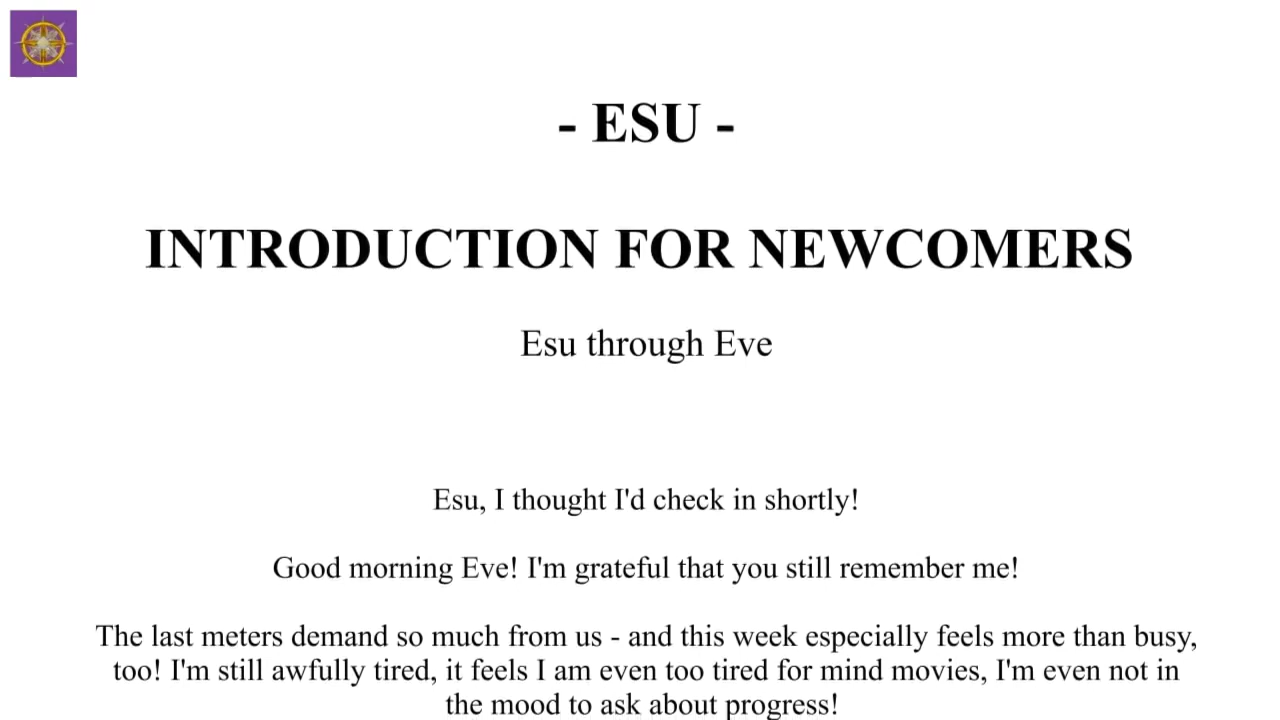 - ESU -
INTRODUCTION FOR NEWCOMERS
Esu through Eve
Esu, I thought I'd check in shortly!
Good morning Eve! I'm grateful that you still remember me!
The last meters demand so much from us - and this week especially feels more than busy,
too! I'm still awfully tired, it feels I am even too tired for mind movies, I'm even not in
the mood to ask about progress!